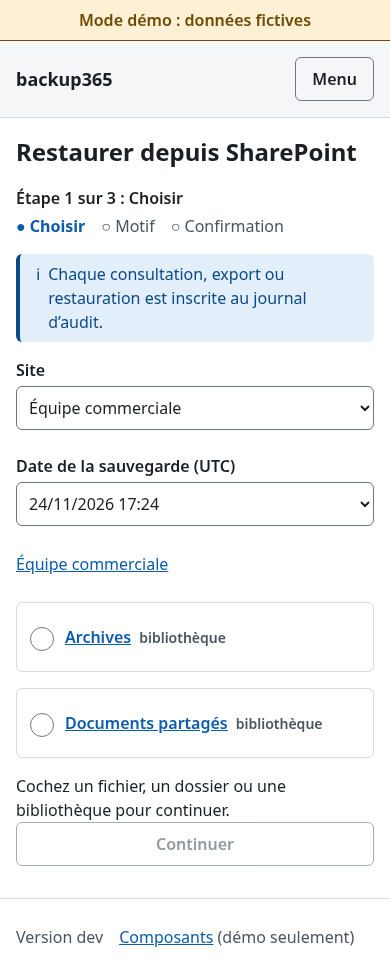 Mode démo : données fictives
backup365
Menu
Restaurer depuis SharePoint
Étape 1 sur 3 : Choisir
● Choisir ○ Motif ○ Confirmation
i Chaque consultation, export ou
restauration est inscrite au journal
d’audit.
Site
Équipe commerciale
Date de la sauvegarde (UTC)
24/11/2026 17:24
Équipe commerciale
Archives bibliothèque
Documents partagés bibliothèque
Cochez un fichier, un dossier ou une
bibliothèque pour continuer.
Continuer
Version dev Composants (démo seulement)